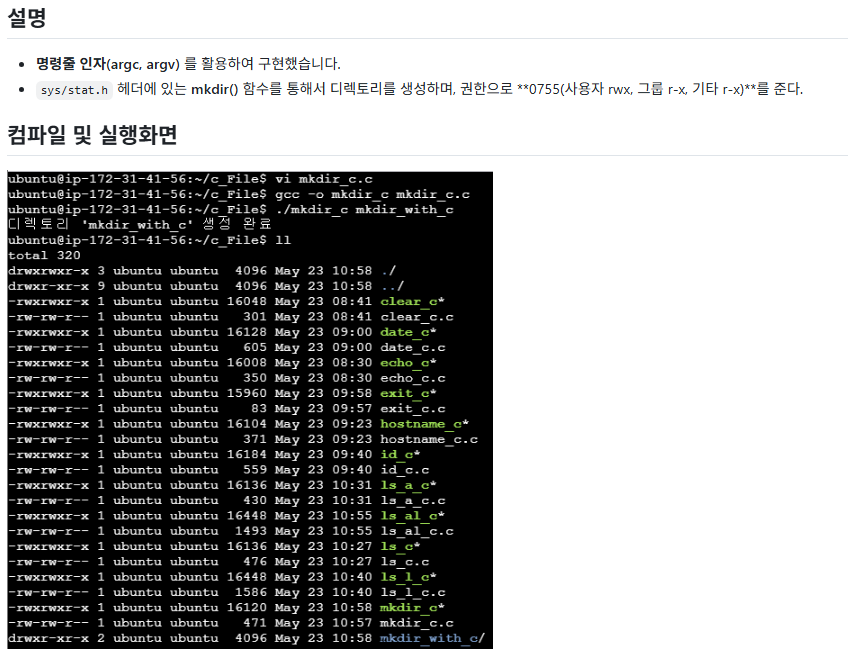 설명
명령줄 인자(argc, argv) 를 활용하여 구현했습니다.
sys/stat.h 헤더에 있는 mkdir() 함수를 통해서 디렉토리를 생성하며, 권한으로 **0755(사용자 rwx, 그룹 r-x, 기타 r-x)**를 준다.
컴파일 및 실행화면
ubuntu@ip-172-31-41-56:~/c_File$ vi mkdir_c.c
ubuntu@ip-172-31-41-56:~/c_File$ gcc -o mkdir_c mkdir_c.c
ubuntu@ip-172-31-41-56:~/c_File$ ./mkdir_c mkdir_with_c
디렉토리 'mkdir_with_c' 생성 완료
ubuntu@ip-172-31-41-56:~/c_File$ ll
total 320
drwxrwxr-x 3 ubuntu ubuntu  4096 May 23 10:58 ./
drwxr-xr-x 9 ubuntu ubuntu  4096 May 23 10:58 ../
-rwxrwxr-x 1 ubuntu ubuntu 16048 May 23 08:41 clear_c*
-rw-rw-r-- 1 ubuntu ubuntu   301 May 23 08:41 clear_c.c
-rwxrwxr-x 1 ubuntu ubuntu 16128 May 23 09:00 date_c*
-rw-rw-r-- 1 ubuntu ubuntu   605 May 23 09:00 date_c.c
-rwxrwxr-x 1 ubuntu ubuntu 16008 May 23 08:30 echo_c*
-rw-rw-r-- 1 ubuntu ubuntu   350 May 23 08:30 echo_c.c
-rwxrwxr-x 1 ubuntu ubuntu 15960 May 23 09:58 exit_c*
-rw-rw-r-- 1 ubuntu ubuntu    83 May 23 09:57 exit_c.c
-rwxrwxr-x 1 ubuntu ubuntu 16104 May 23 09:23 hostname_c*
-rw-rw-r-- 1 ubuntu ubuntu   371 May 23 09:23 hostname_c.c
-rwxrwxr-x 1 ubuntu ubuntu 16184 May 23 09:40 id_c*
-rw-rw-r-- 1 ubuntu ubuntu   559 May 23 09:40 id_c.c
-rwxrwxr-x 1 ubuntu ubuntu 16136 May 23 10:31 ls_a_c*
-rw-rw-r-- 1 ubuntu ubuntu   430 May 23 10:31 ls_a_c.c
-rwxrwxr-x 1 ubuntu ubuntu 16448 May 23 10:55 ls_al_c*
-rw-rw-r-- 1 ubuntu ubuntu  1493 May 23 10:55 ls_al_c.c
-rwxrwxr-x 1 ubuntu ubuntu 16136 May 23 10:27 ls_c*
-rw-rw-r-- 1 ubuntu ubuntu   476 May 23 10:27 ls_c.c
-rwxrwxr-x 1 ubuntu ubuntu 16448 May 23 10:40 ls_l_c*
-rw-rw-r-- 1 ubuntu ubuntu  1586 May 23 10:40 ls_l_c.c
-rwxrwxr-x 1 ubuntu ubuntu 16120 May 23 10:58 mkdir_c*
-rw-rw-r-- 1 ubuntu ubuntu   471 May 23 10:57 mkdir_c.c
drwxr-xr-x 2 ubuntu ubuntu  4096 May 23 10:58 mkdir_with_c/